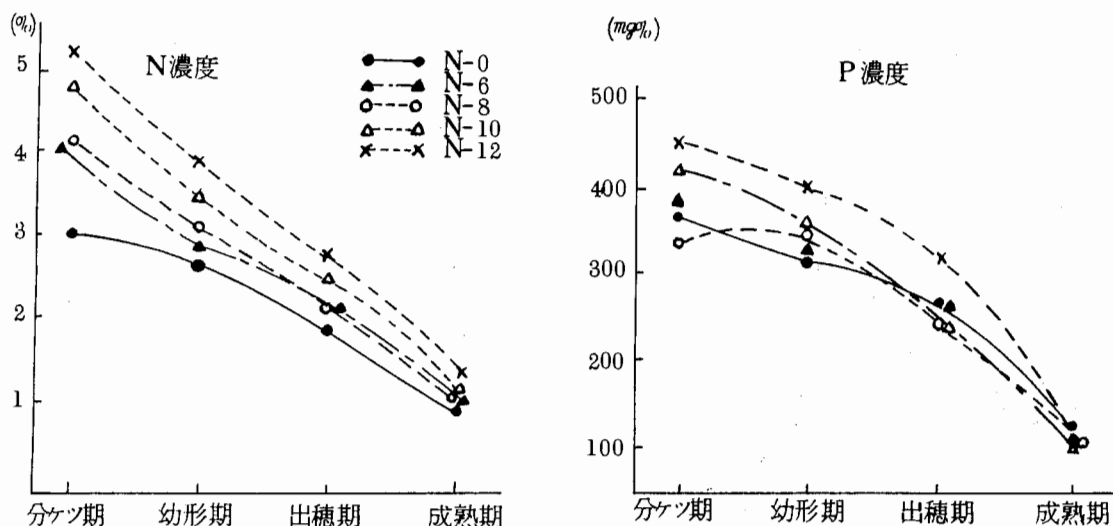 (%)
5
4
3
2
1
N濃度
N-0
N-6
N-8
N-10
N-12
分ケツ期 幼形期 出穂期 成熟期
(mg%)
500
400
300
200
100
P濃度
分ケツ期 幼形期 出穂期 成熟期